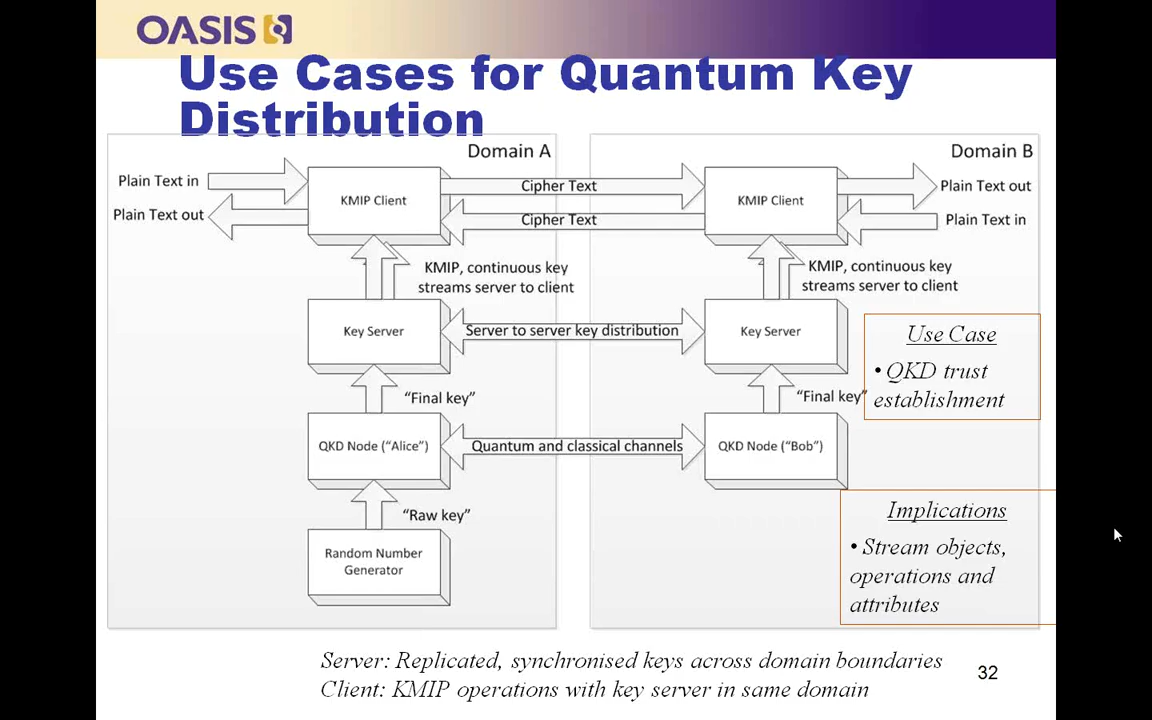 OASIS
Use Cases for Quantum Key
Distribution
Domain A
Domain B
Plain Text in
Plain Text out
KMIP Client
Cipher Text
Cipher Text
KMIP Client
Plain Text out
Plain Text in
KMIP, continuous key
streams server to client
KMIP, continuous key
streams server to client
Key Server
Server to server key distribution
Key Server
Use Case
• QKD trust
establishment
“Final key”
“Final key”
QKD Node (“Alice”)
Quantum and classical channels
QKD Node (“Bob”)
“Raw key”
Random Number
Generator
Implications
• Stream objects,
operations and
attributes
Server: Replicated, synchronised keys across domain boundaries
Client: KMIP operations with key server in same domain
32